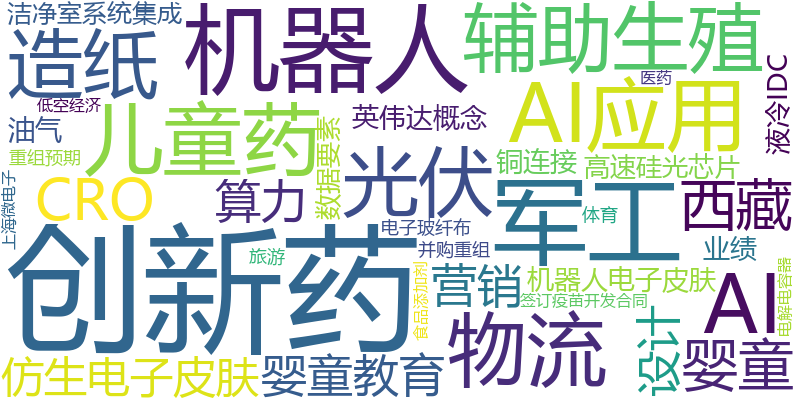 洁净室系统集成
造纸
机器人
辅助生殖
医药
液冷IDC
低空经济
油气
儿童药
数据要素
英伟达概念
AI应用
重组预期
铜连接
高速硅光芯片
上海微电子
CRO
算力
光伏
军工
西藏
创新药
旅游
电子玻纤布
并购重组
体育
业绩
食品添加剂
营销
机器人电子皮肤
签订疫苗开发合同
AI
电解电容器
仿生电子皮肤
婴童教育
物流
设计
婴童